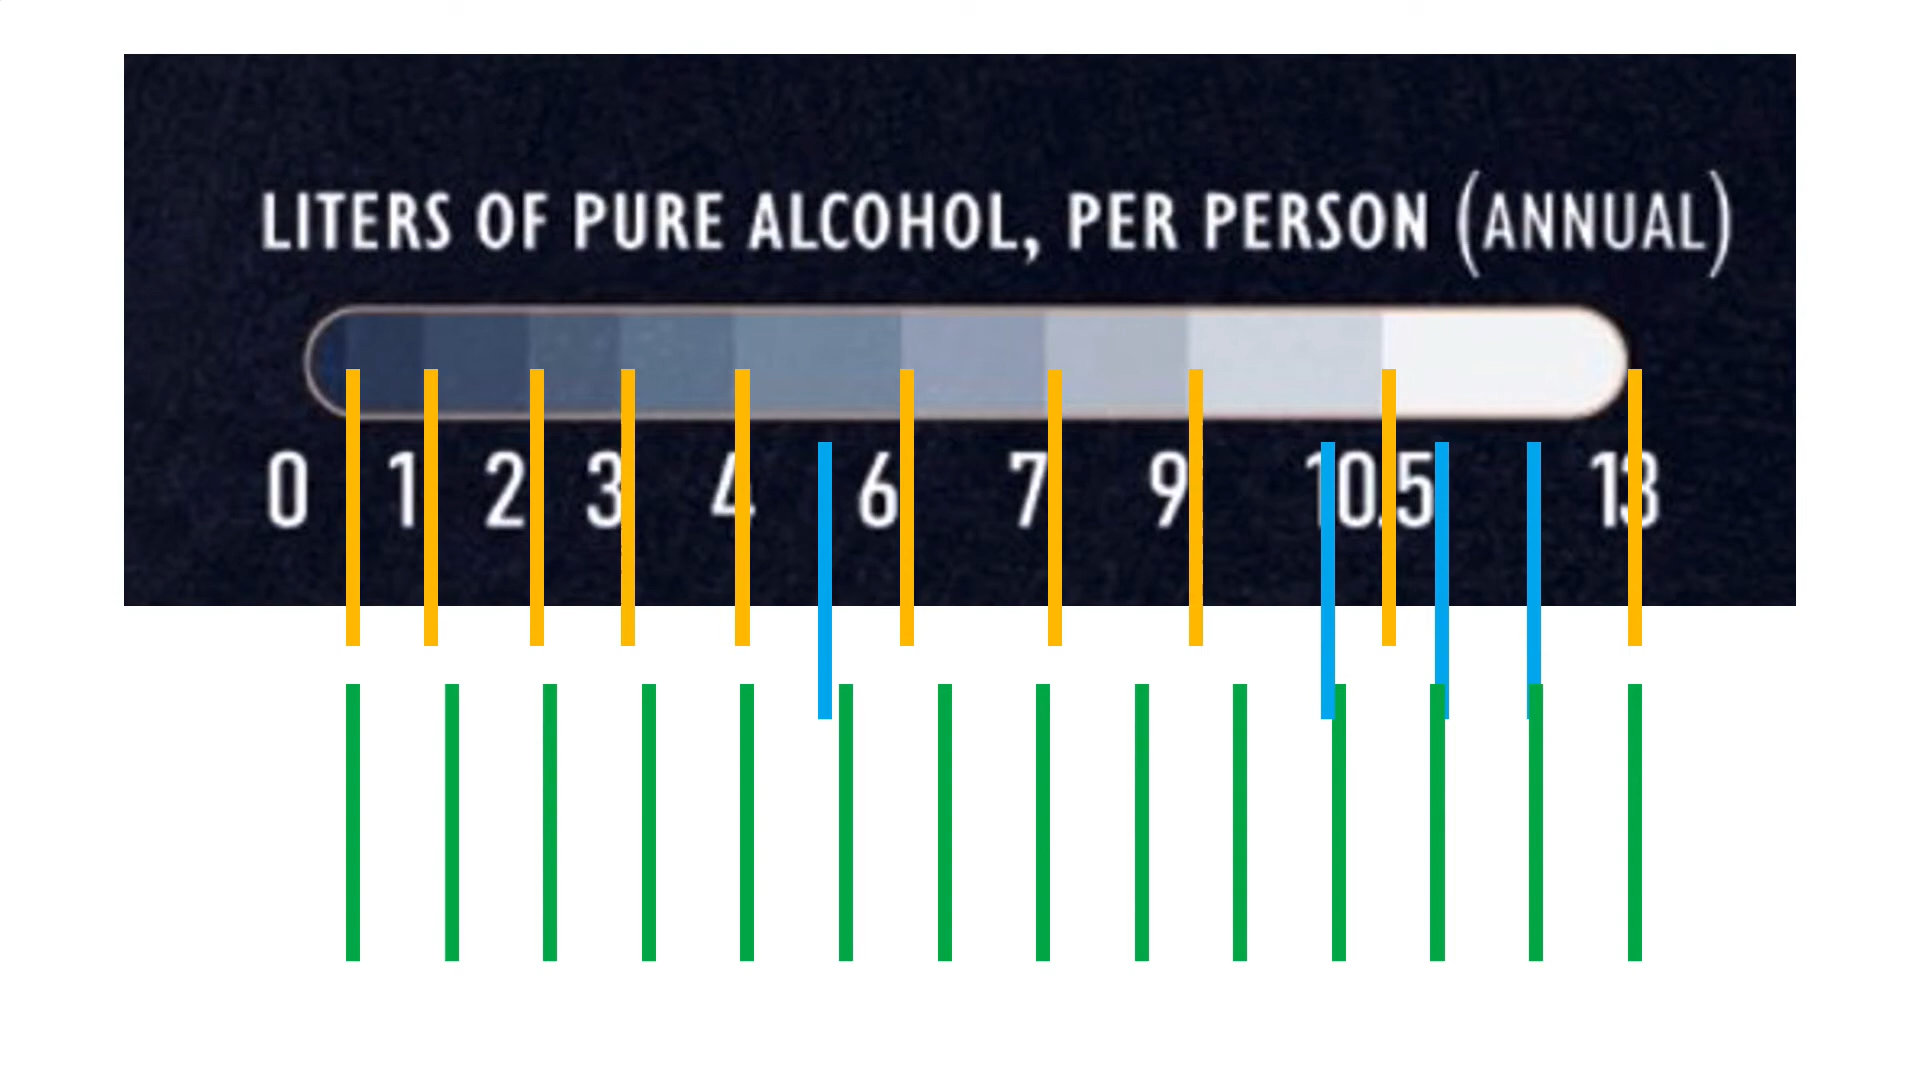 LITERS OF PURE ALCOHOL, PER PERSON (ANNUAL)
0 1 2 3 4 6 7 9 10.5 13